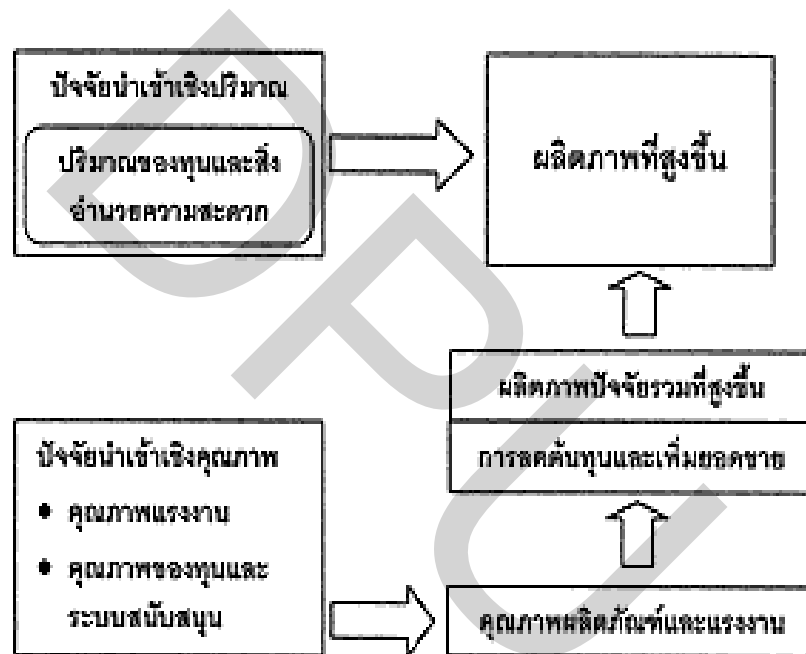 ปัจจัยนำเข้าเชิงปริมาณ
ปริมาณของทุนและสิ่ง
อำนวยความสะดวก
ผลิตภาพที่สูงขึ้น
ผลิตภาพปัจจัยรวมที่สูงขึ้น
การลดต้นทุนและเพิ่มยอดขาย
ปัจจัยนำเข้าเชิงคุณภาพ
• คุณภาพแรงงาน
• คุณภาพของทุนและ
ระบบสนับสนุน
คุณภาพผลิตภัณฑ์และแรงงาน
DPU